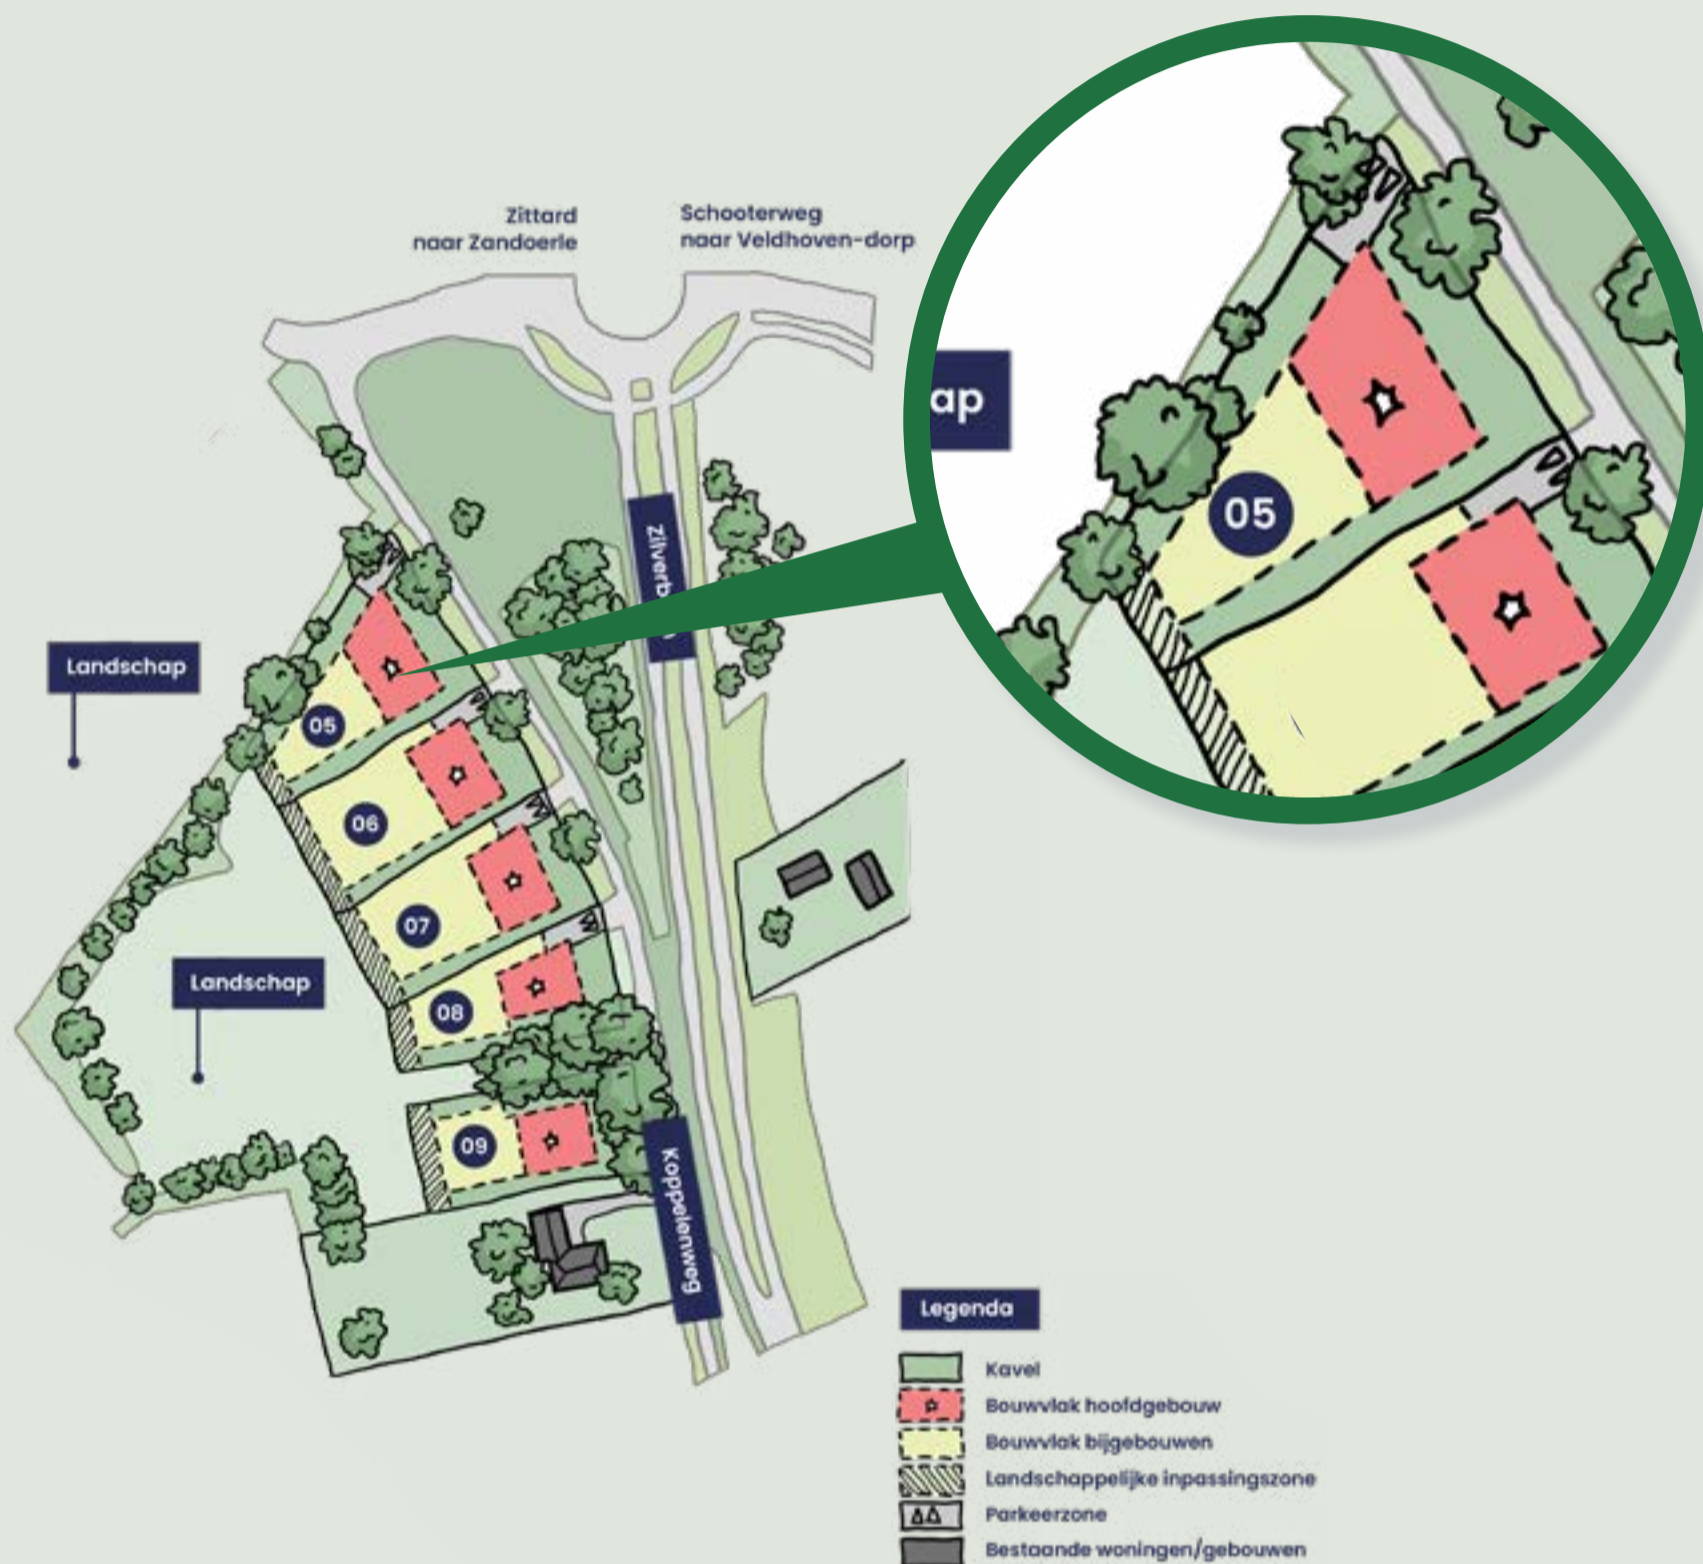 Zittard
naar Zandoerle
Schooterweg
naar Veldhoven-dorp
ap
05
Landschap
05
06
07
08
Landschap
09
Koppelenweg
Legenda
Kavel
Bouwvlak hoofdgebouw
Bouwvlak bijgebouwen
Landschappelijke inpassingszone
Parkeerzone
Bestaande woningen/gebouwen